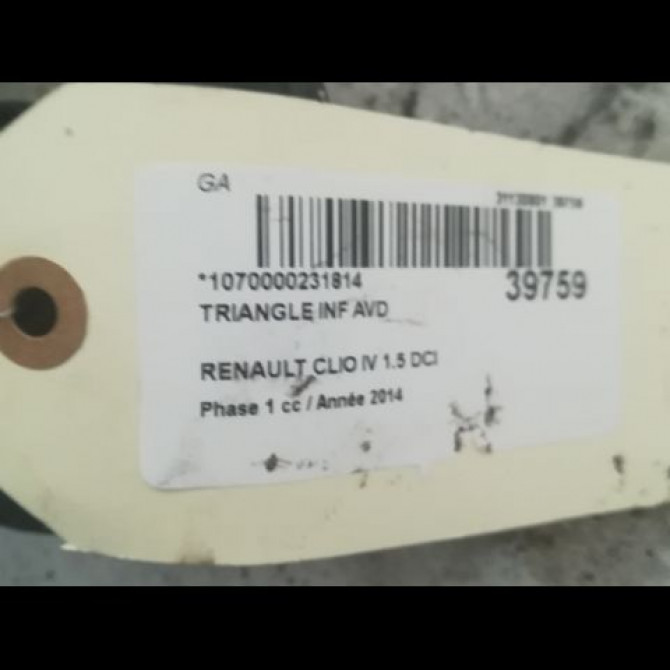 GA
*1070000231814
39759
TRIANGLE INF AVD
RENAULT CLIO IV 1.5 DCI
Phase 1 cc / Année 2014